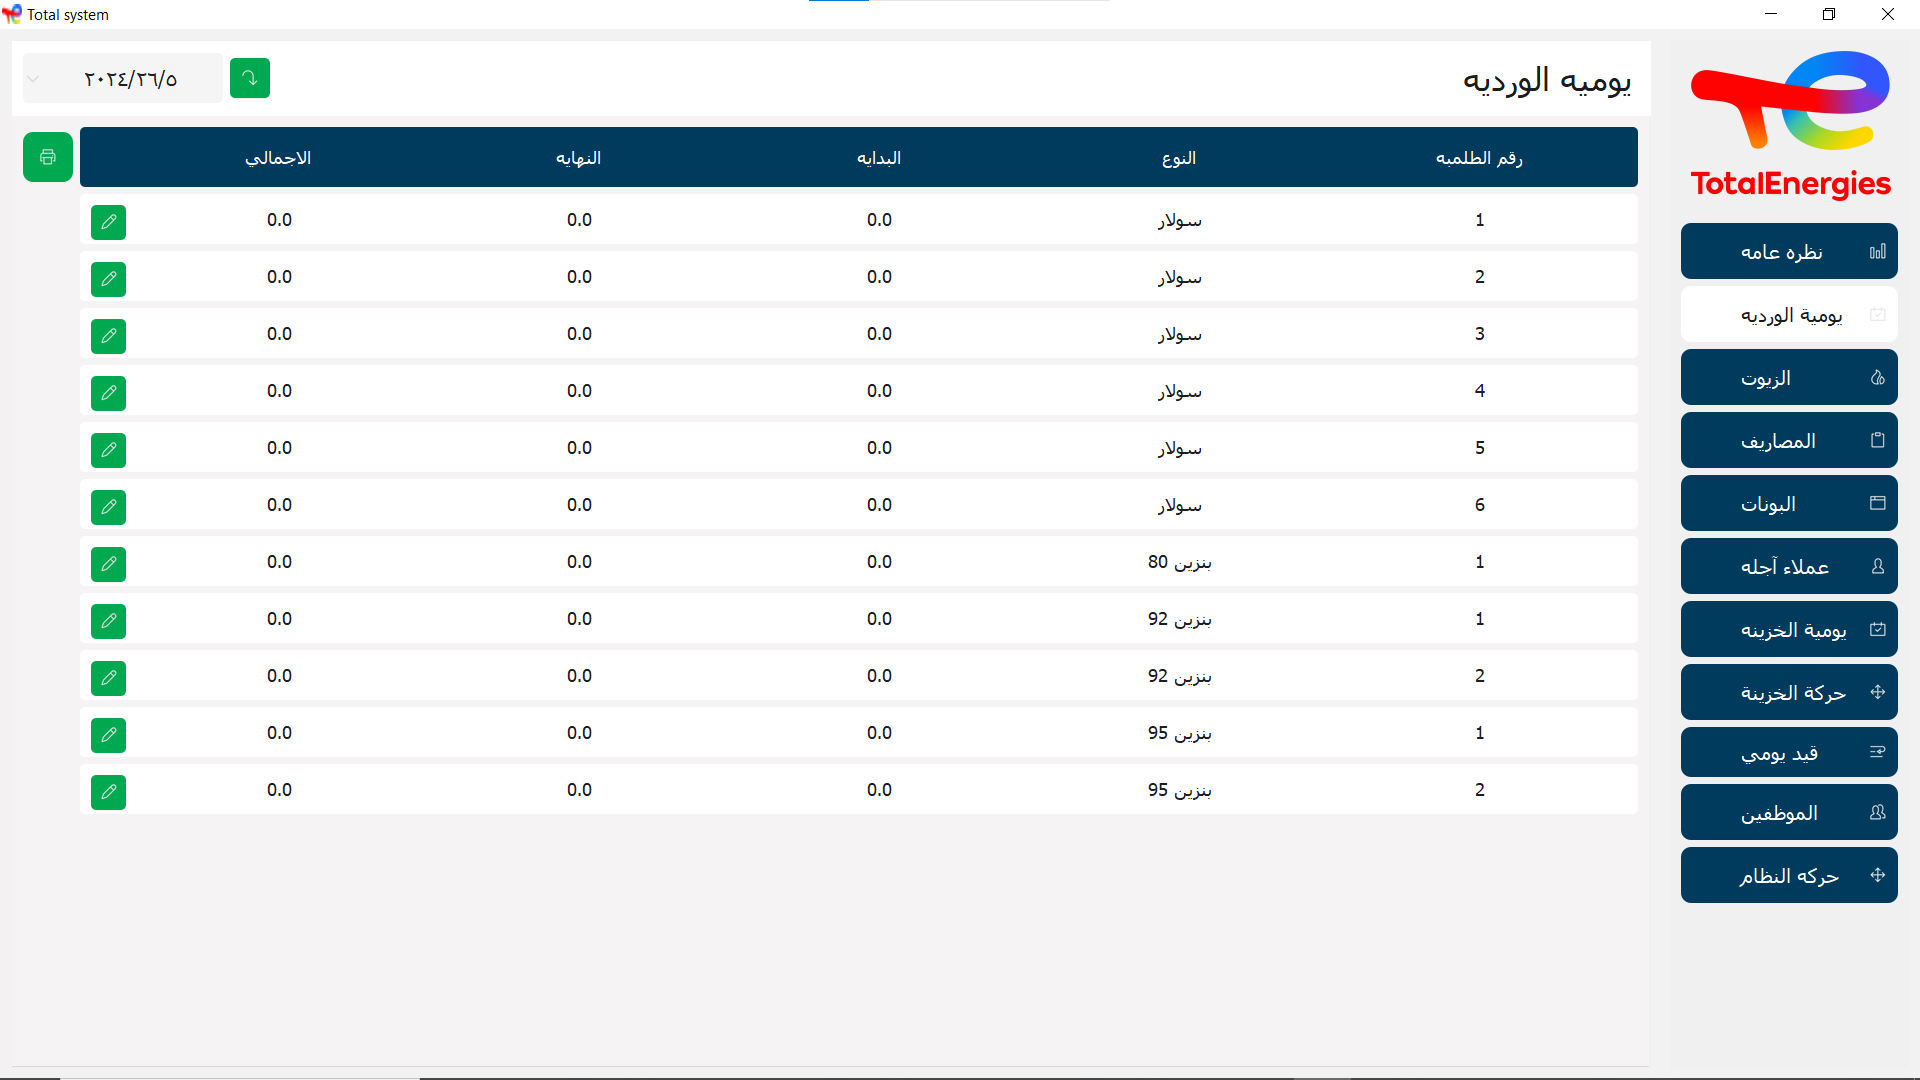 Total system
يوميه الورديه
٢٠٢٤/٢٦/٥
TotalEnergies
نظره عامه
يومية الورديه
الزيوت
المصاريف
البونات
عملاء آجله
يومية الخزينه
حركة الخزينة
قيد يومي
الموظفين
حركه النظام
رقم الطلمبه النوع البدايه النهايه الاجمالي
1 سولار 0.0 0.0 0.0
2 سولار 0.0 0.0 0.0
3 سولار 0.0 0.0 0.0
4 سولار 0.0 0.0 0.0
5 سولار 0.0 0.0 0.0
6 سولار 0.0 0.0 0.0
1 بنزين 80 0.0 0.0 0.0
1 بنزين 92 0.0 0.0 0.0
2 بنزين 92 0.0 0.0 0.0
1 بنزين 95 0.0 0.0 0.0
2 بنزين 95 0.0 0.0 0.0